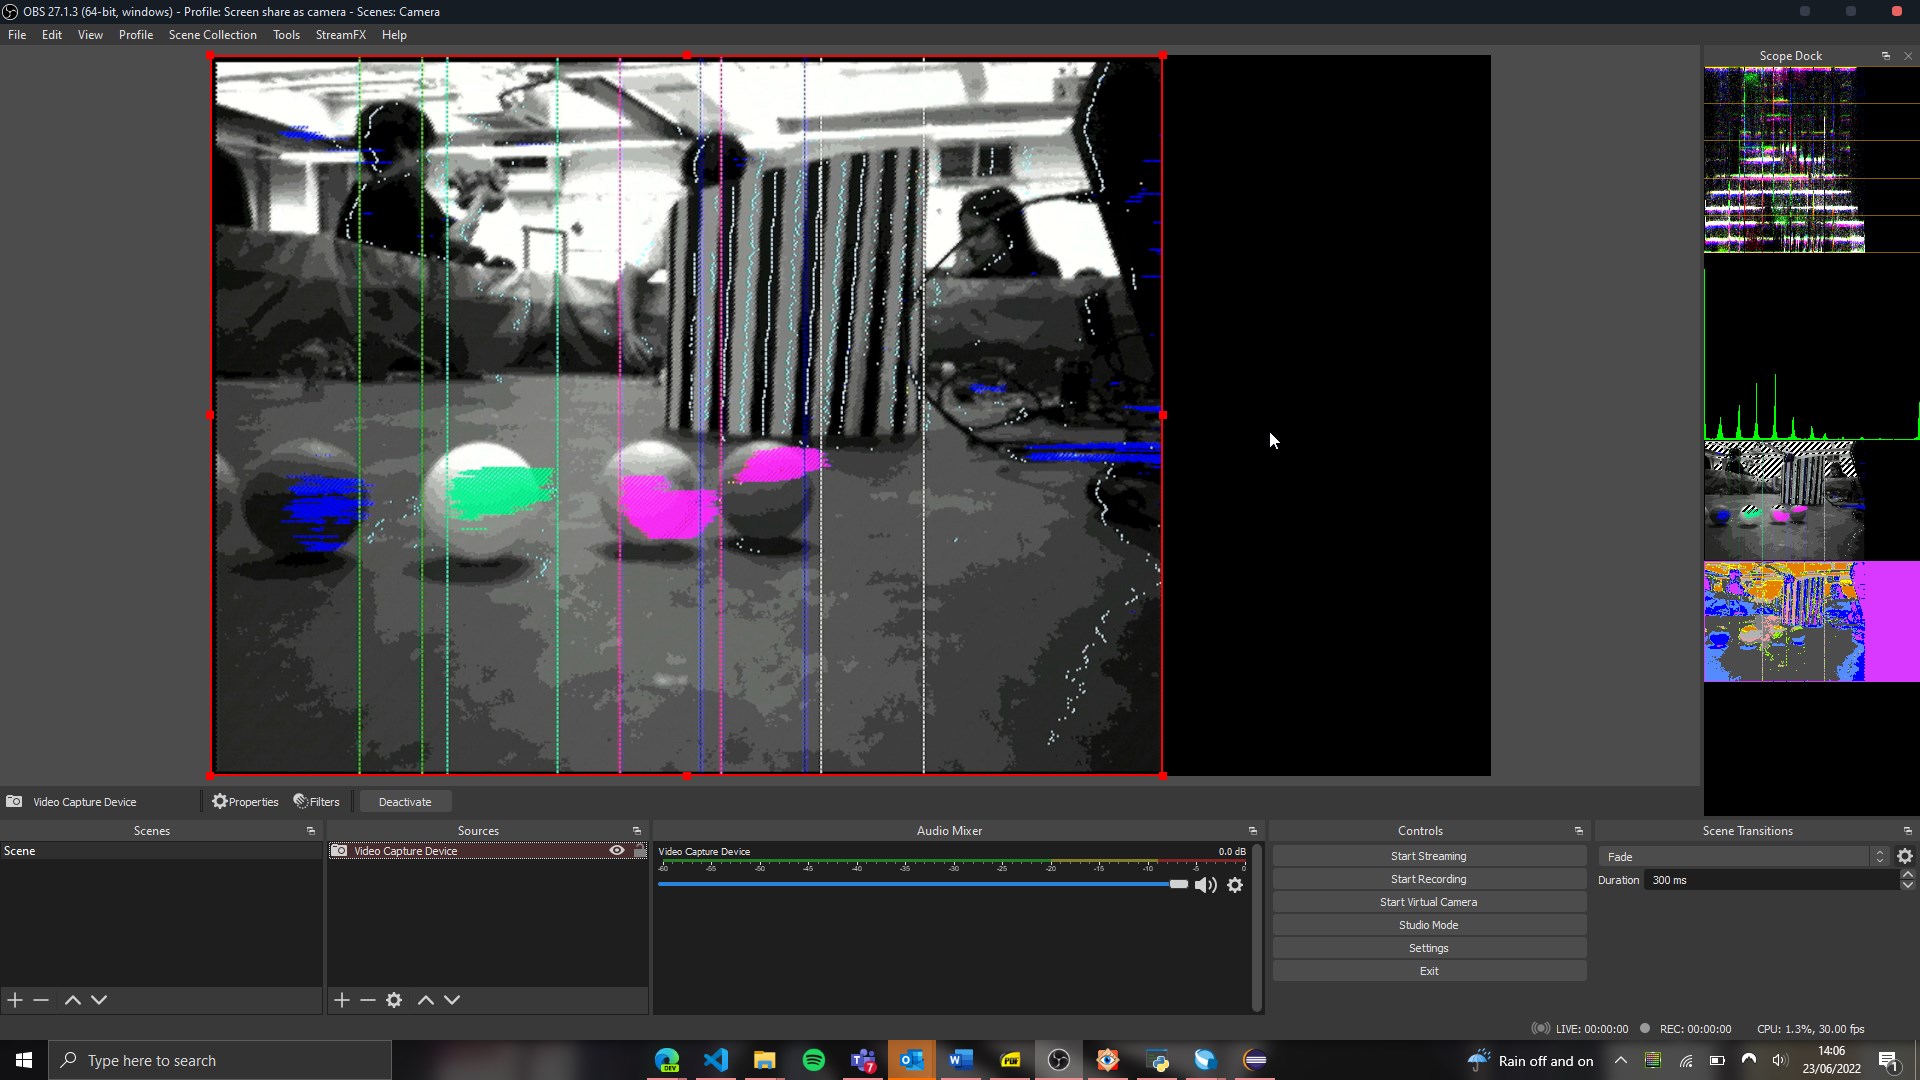 OBS 27.1.3 (64-bit, windows) - Profile: Screen share as camera - Scenes: Camera
File Edit View Profile Scene Collection Tools StreamFX Help
Scope Dock
Video Capture Device Properties Filters Deactivate
Scenes
Scene
Sources
Video Capture Device
Audio Mixer
Video Capture Device 0.0 dB
-60 -55 -50 -45 -40 -35 -30 -25 -20 -15 -10 -5 0
Controls
Start Streaming
Start Recording
Start Virtual Camera
Studio Mode
Settings
Exit
Scene Transitions
Fade
Duration 300 ms
LIVE: 00:00:00 REC: 00:00:00 CPU: 1.3%, 30.00 fps
Type here to search
DEV
7
PDF
Rain off and on
14:06
23/06/2022
1